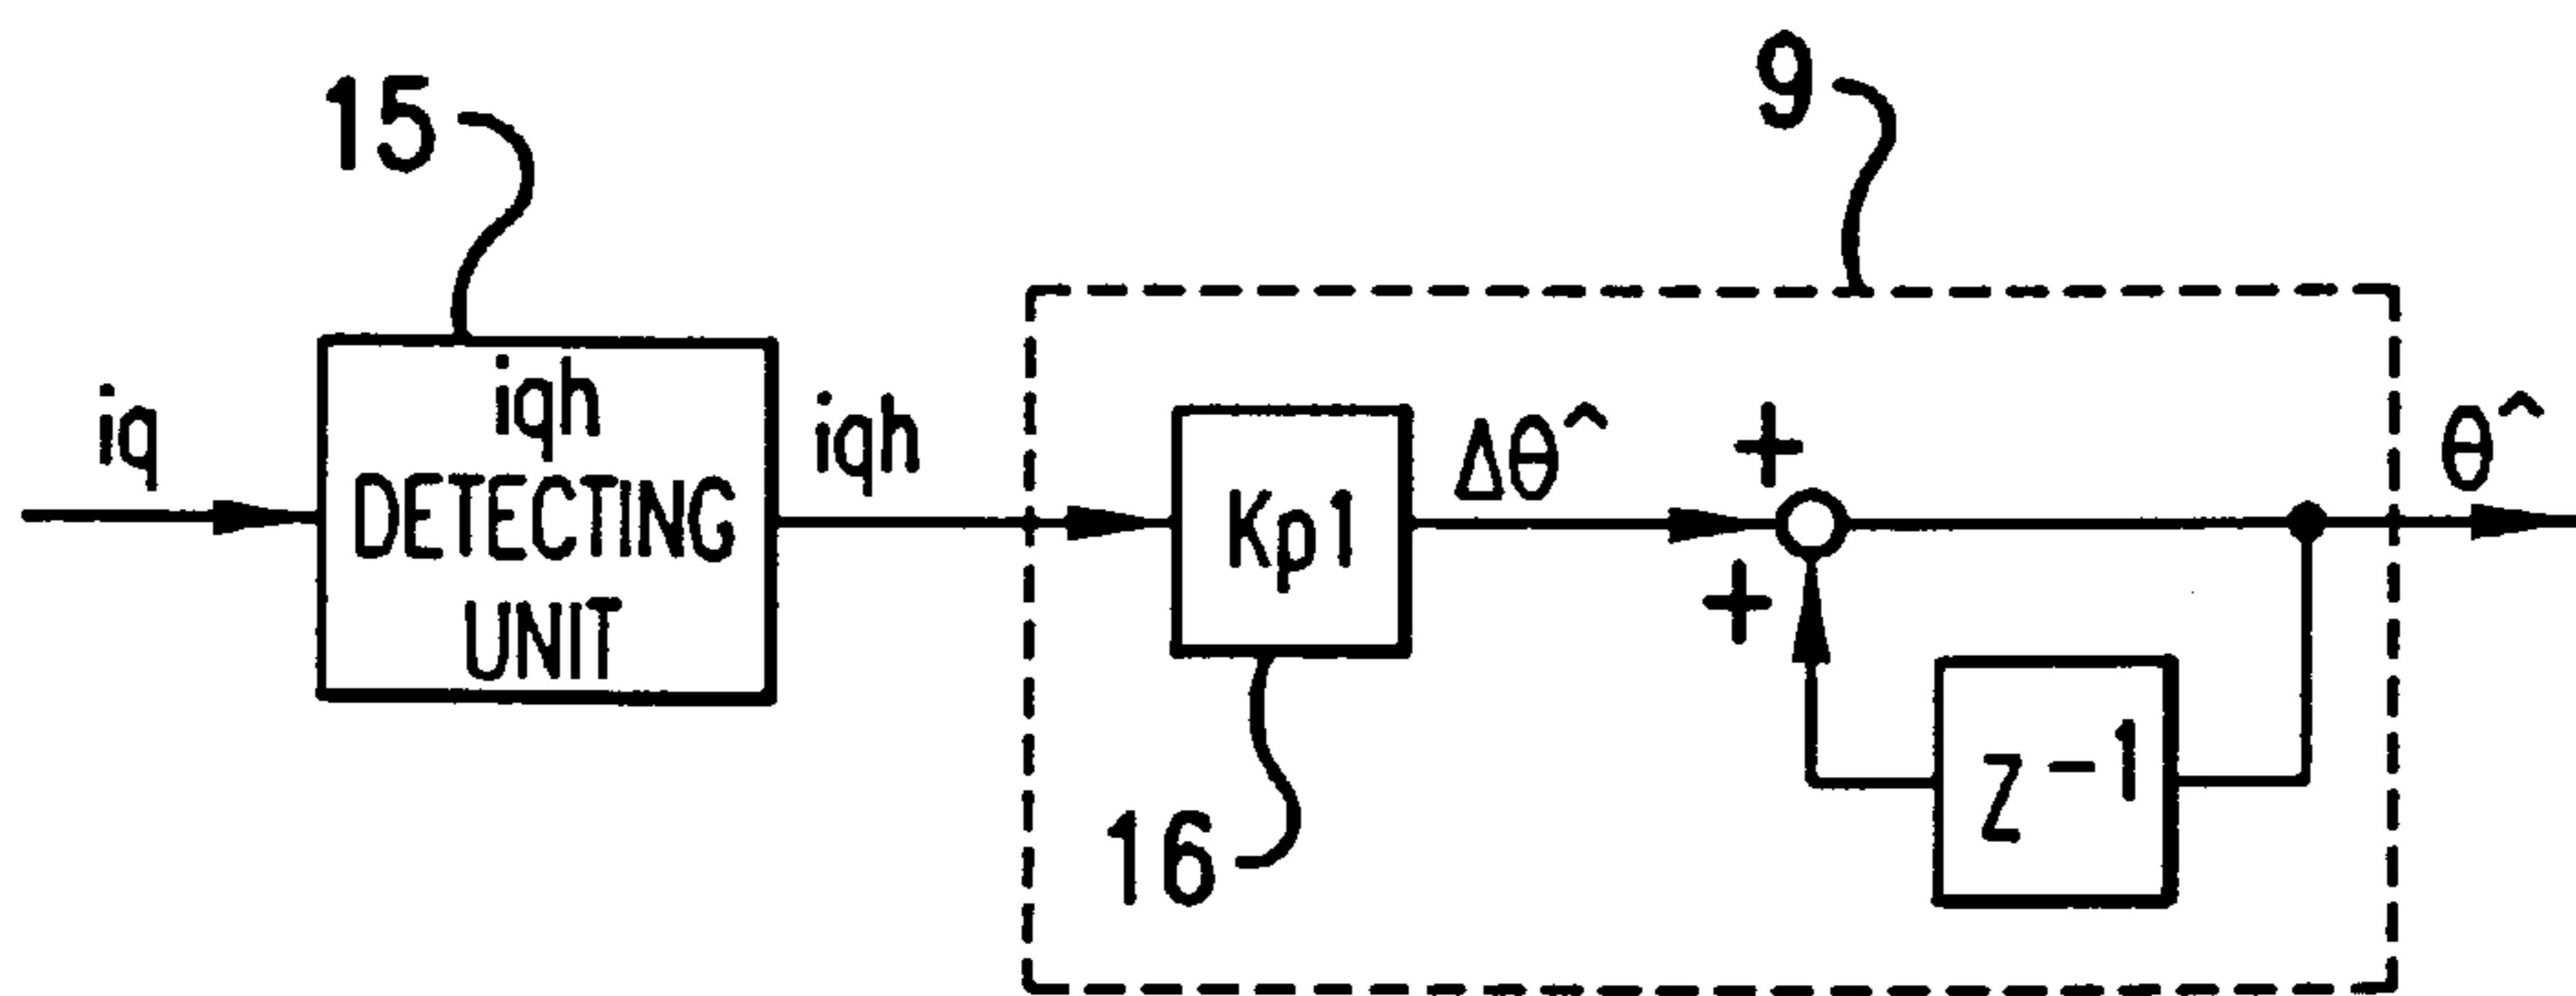 15
9
iq
iqh
DETECTING
UNIT
iqh
Kp1
Δθ^
+
+
θ^
Z⁻¹
16